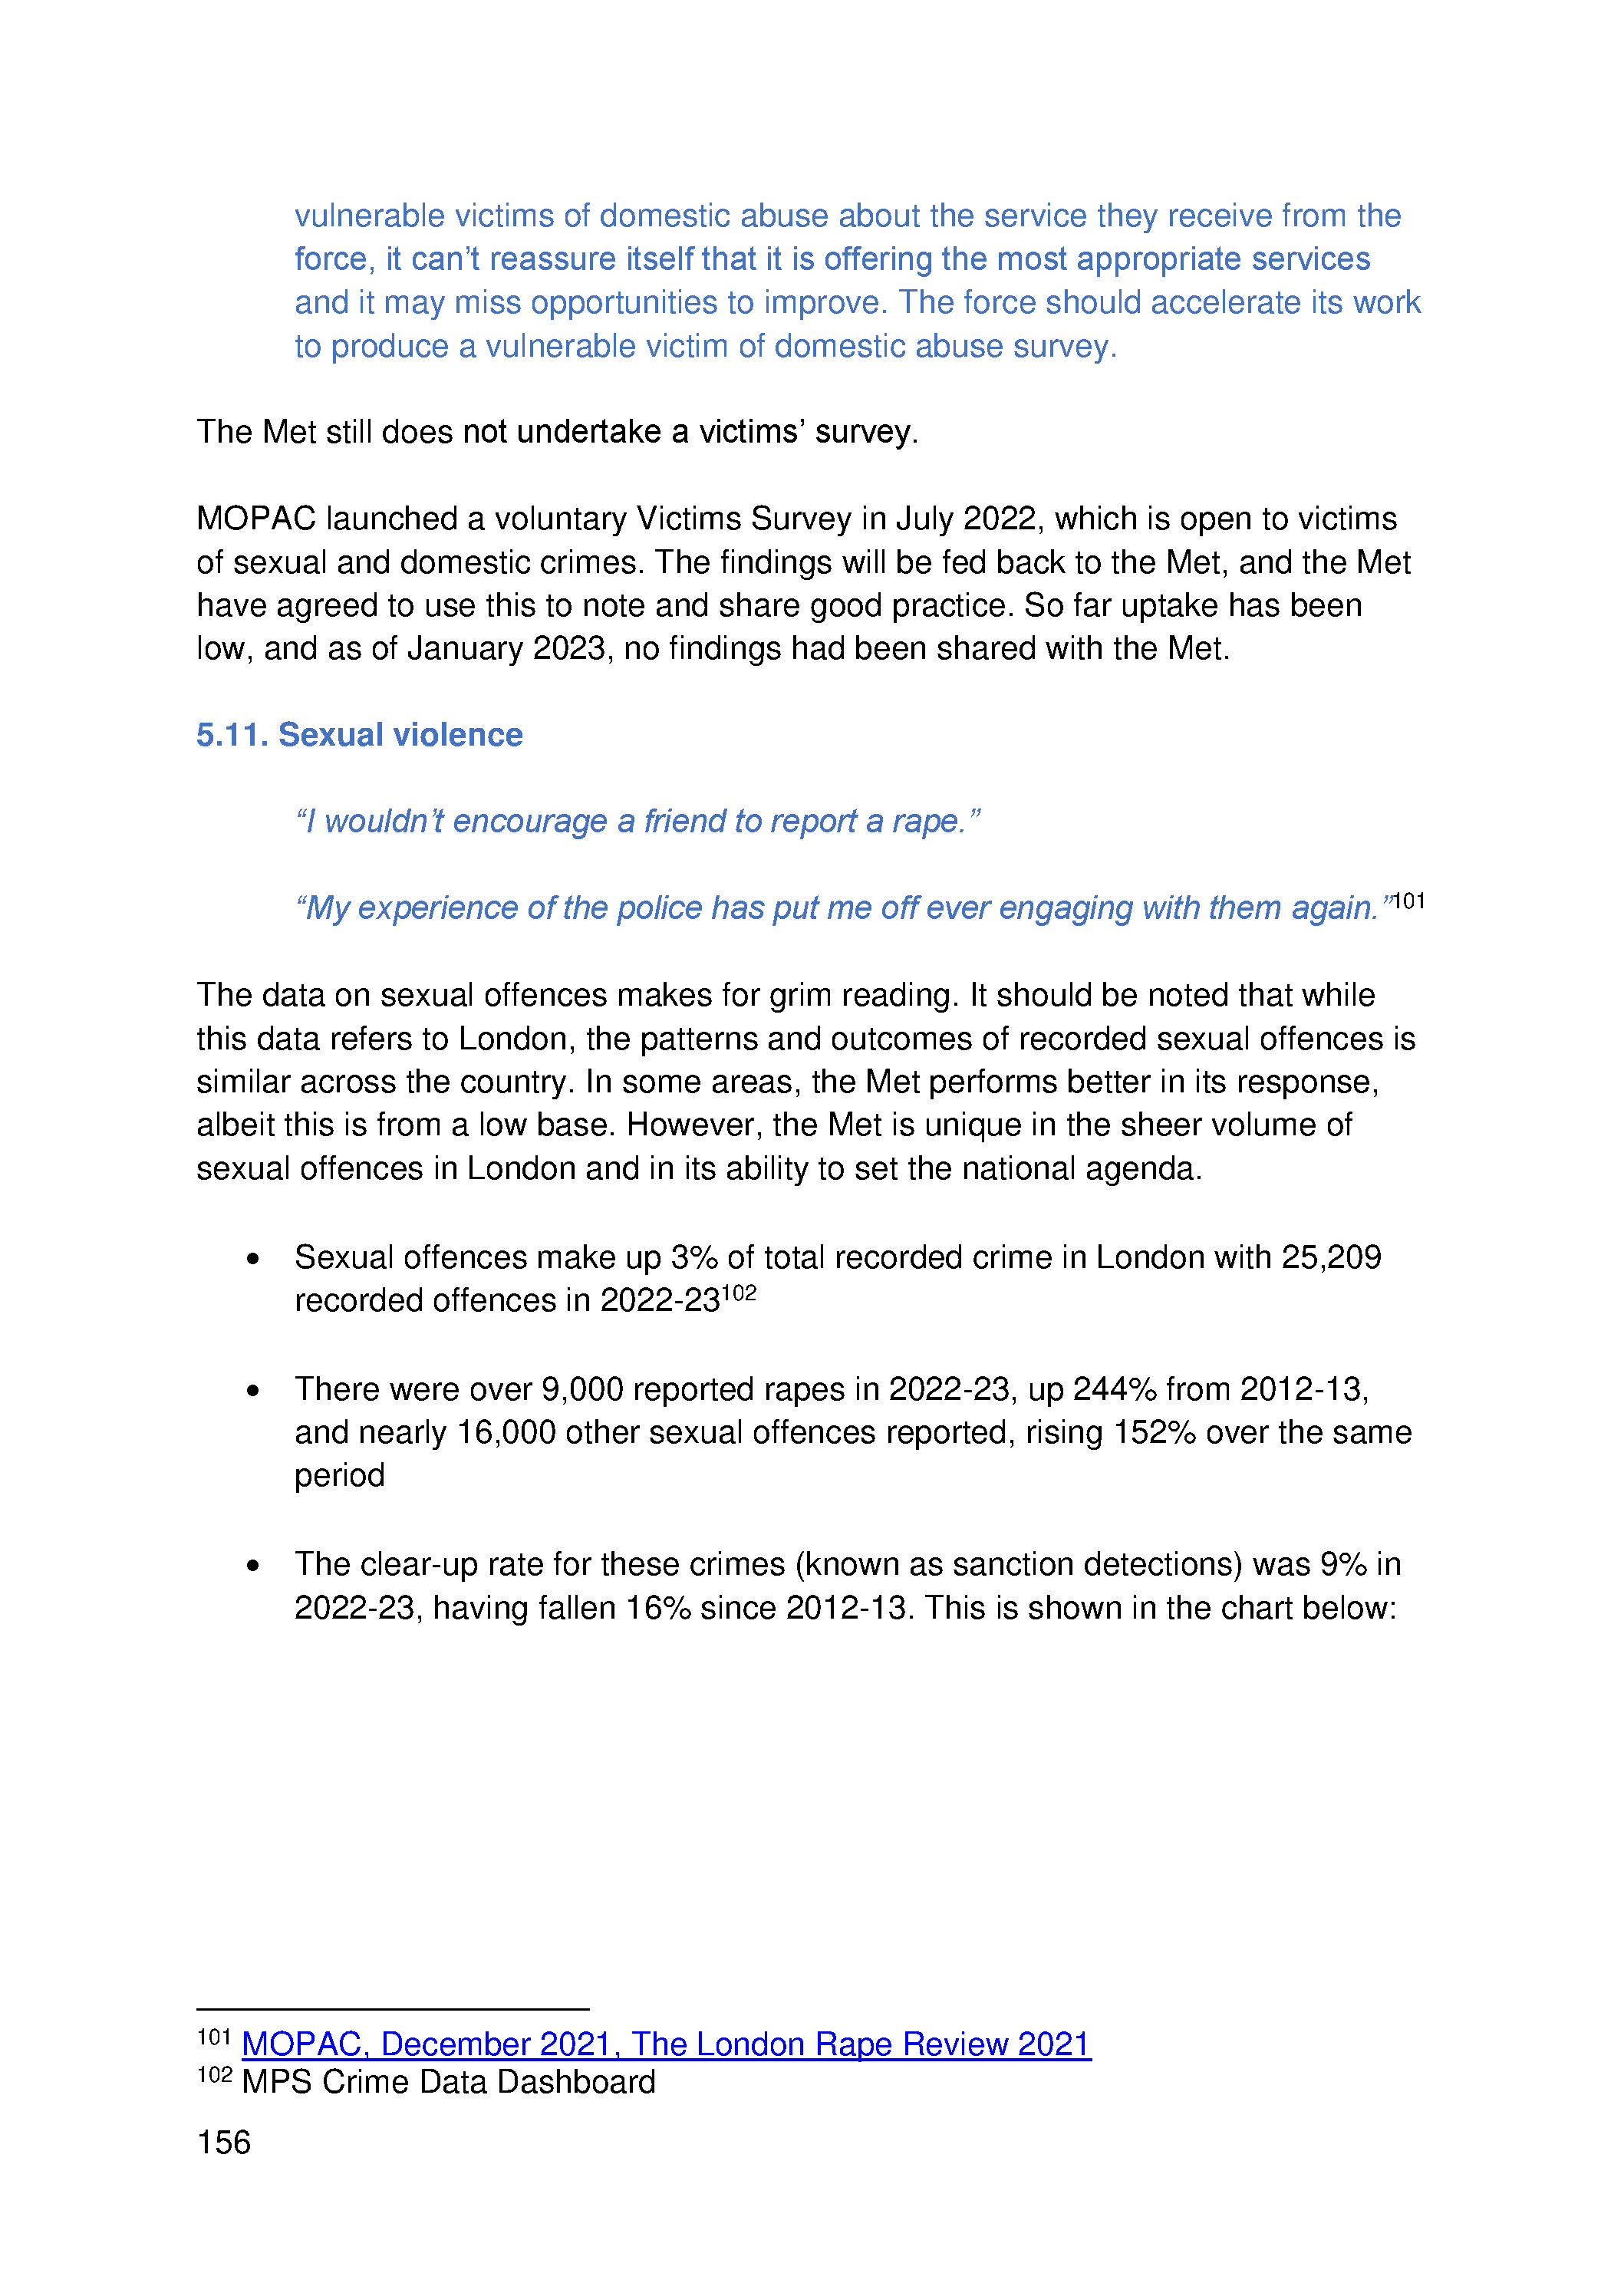 vulnerable victims of domestic abuse about the service they receive from the
force, it can’t reassure itself that it is offering the most appropriate services
and it may miss opportunities to improve. The force should accelerate its work
to produce a vulnerable victim of domestic abuse survey.
The Met still does not undertake a victims’ survey.
MOPAC launched a voluntary Victims Survey in July 2022, which is open to victims
of sexual and domestic crimes. The findings will be fed back to the Met, and the Met
have agreed to use this to note and share good practice. So far uptake has been
low, and as of January 2023, no findings had been shared with the Met.
5.11. Sexual violence
“I wouldn’t encourage a friend to report a rape.”
“My experience of the police has put me off ever engaging with them again.”101
The data on sexual offences makes for grim reading. It should be noted that while
this data refers to London, the patterns and outcomes of recorded sexual offences is
similar across the country. In some areas, the Met performs better in its response,
albeit this is from a low base. However, the Met is unique in the sheer volume of
sexual offences in London and in its ability to set the national agenda.
• Sexual offences make up 3% of total recorded crime in London with 25,209
recorded offences in 2022-23102
• There were over 9,000 reported rapes in 2022-23, up 244% from 2012-13,
and nearly 16,000 other sexual offences reported, rising 152% over the same
period
• The clear-up rate for these crimes (known as sanction detections) was 9% in
2022-23, having fallen 16% since 2012-13. This is shown in the chart below:
101 MOPAC, December 2021, The London Rape Review 2021
102 MPS Crime Data Dashboard
156